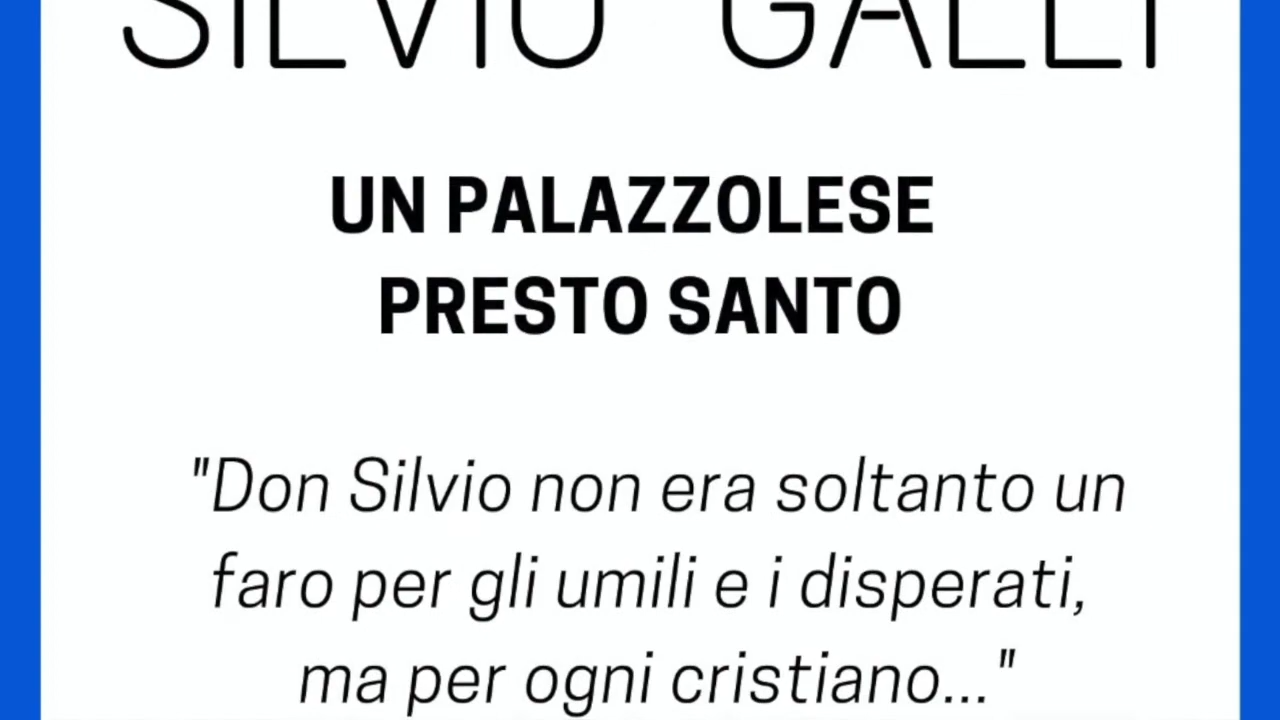 SILVIO GALLI
UN PALAZZOLESE
PRESTO SANTO
"Don Silvio non era soltanto un
faro per gli umili e i disperati,
ma per ogni cristiano..."